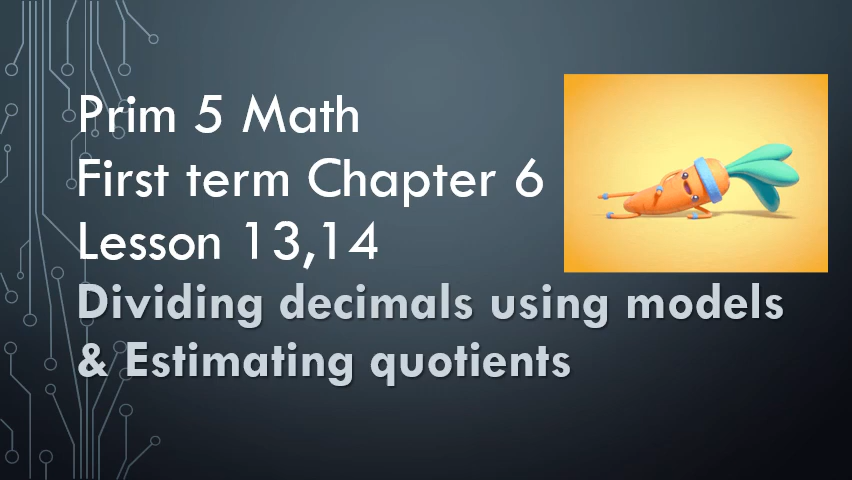 Prim 5 Math
First term Chapter 6
Lesson 13,14
Dividing decimals using models
& Estimating quotients